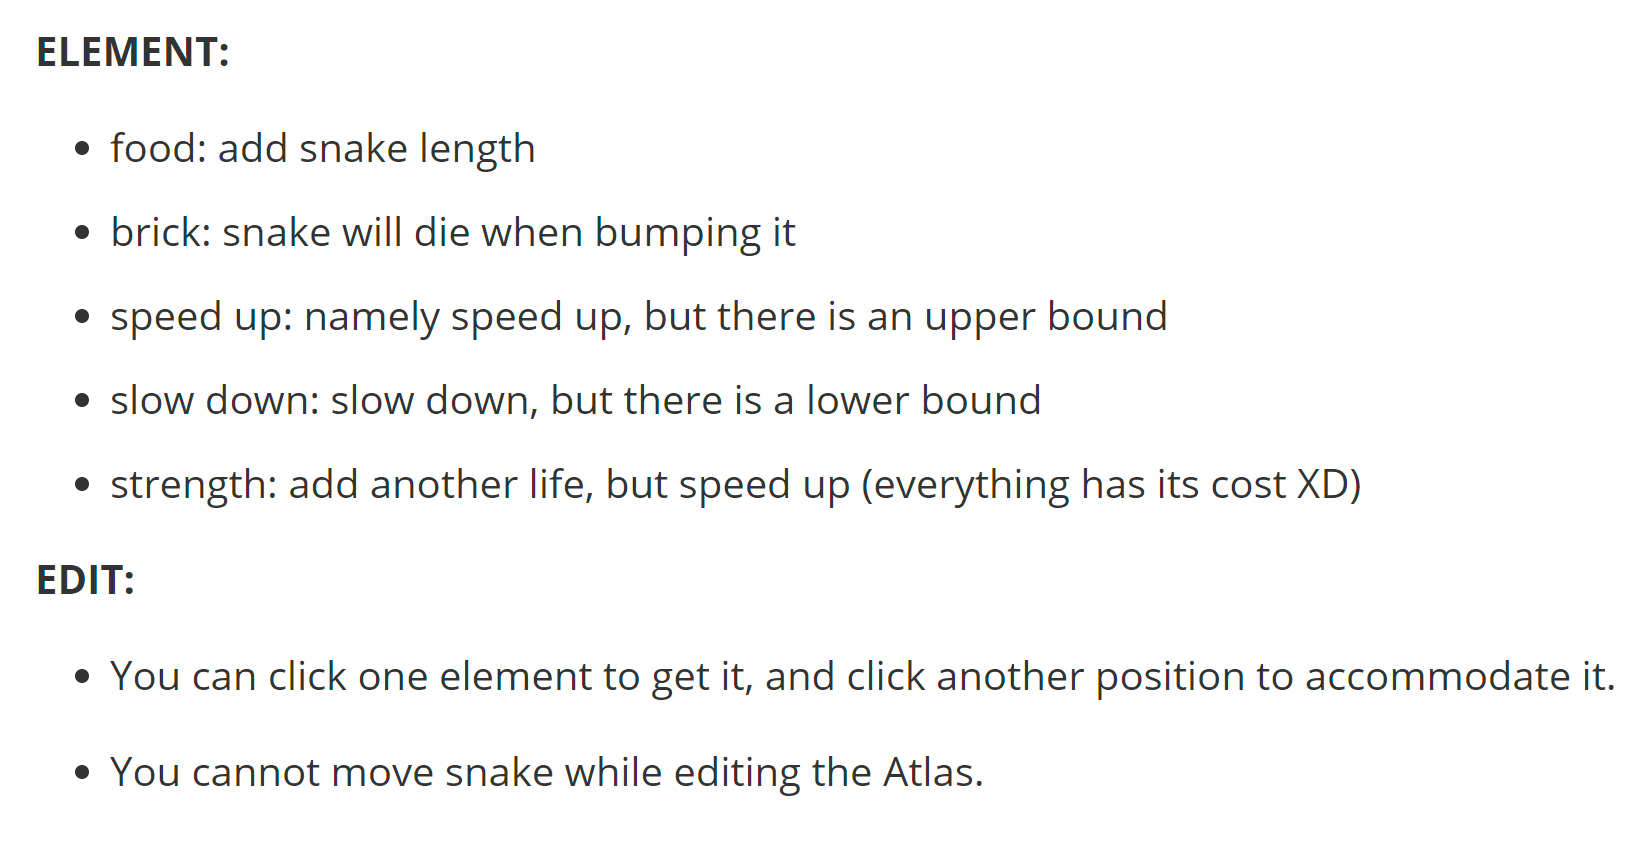 ELEMENT:
food: add snake length
brick: snake will die when bumping it
speed up: namely speed up, but there is an upper bound
slow down: slow down, but there is a lower bound
strength: add another life, but speed up (everything has its cost XD)
EDIT:
You can click one element to get it, and click another position to accommodate it.
You cannot move snake while editing the Atlas.